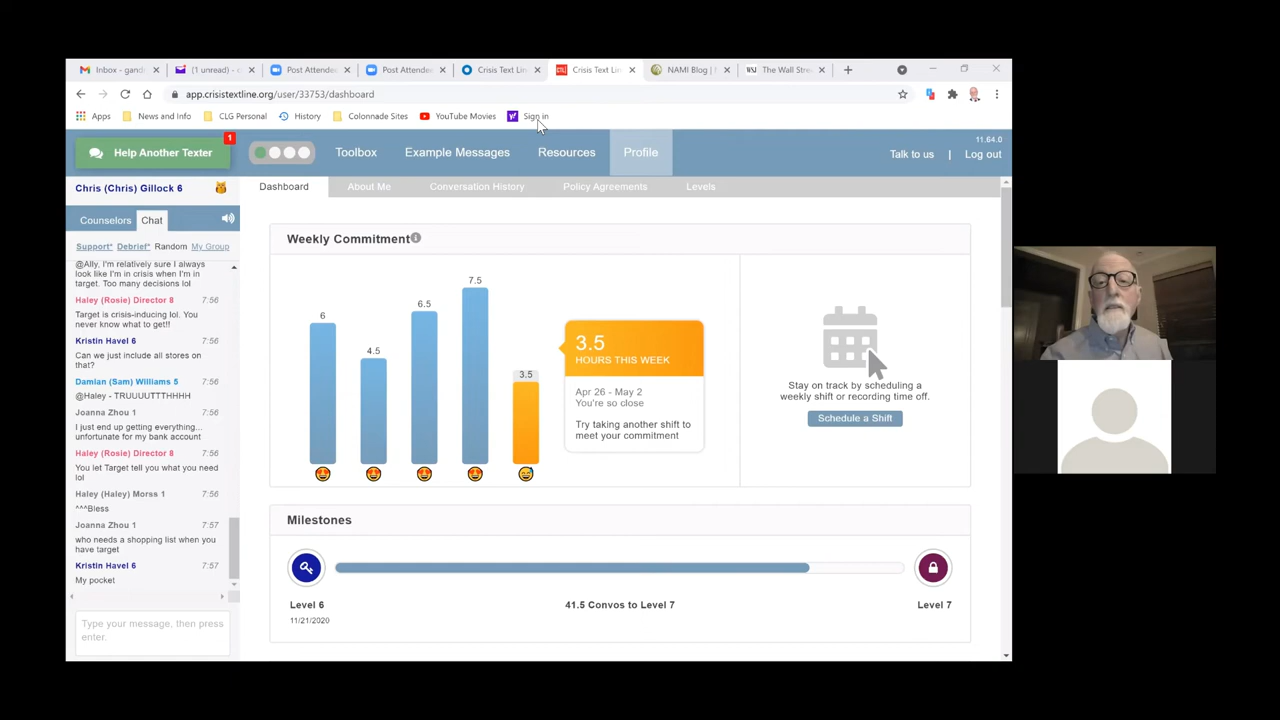 Inbox - gand
(1 unread) - c
Post Attende
Post Attende
Crisis Text Lin
CTL
Crisis Text Lin
NAMI Blog |
WSJ
The Wall Stre
app.crisistextline.org/user/33753/dashboard
Apps
News and Info
CLG Personal
History
Colonnade Sites
YouTube Movies
Sign in
11.64.0
Help Another Texter
1
Toolbox
Example Messages
Resources
Profile
Talk to us | Log out
Chris (Chris) Gillock 6
Dashboard
About Me
Conversation History
Policy Agreements
Levels
Counselors
Chat
Support* Debrief* Random My Group
@Ally, I'm relatively sure I always
look like I'm in crisis when I'm in
target. Too many decisions lol
Haley (Rosie) Director 8 7:56
Target is crisis-inducing lol. You
never know what to get!!
Kristin Havel 6 7:56
Can we just include all stores on
that?
Damian (Sam) Williams 5 7:56
@Haley - TRUUUUTTTHHHH
Joanna Zhou 1 7:56
I just end up getting everything...
unfortunate for my bank account
Haley (Rosie) Director 8 7:56
You let Target tell you what you need
lol
Haley (Haley) Morss 1 7:56
^^^Bless
Joanna Zhou 1 7:57
who needs a shopping list when you
have target
Kristin Havel 6 7:57
My pocket
Type your message, then press
enter.
Weekly Commitment
6
4.5
6.5
7.5
3.5
3.5
HOURS THIS WEEK
Apr 26 - May 2
You're so close
Try taking another shift to
meet your commitment
Stay on track by scheduling a
weekly shift or recording time off.
Schedule a Shift
Milestones
Level 6
11/21/2020
41.5 Convos to Level 7
Level 7